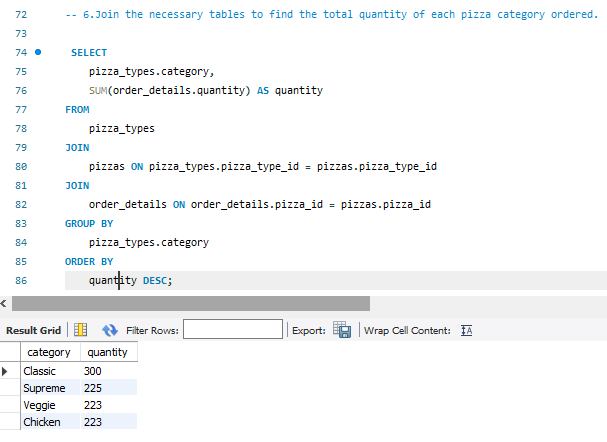 72 -- 6.Join the necessary tables to find the total quantity of each pizza category ordered.
73
74 SELECT
75 pizza_types.category,
76 SUM(order_details.quantity) AS quantity
77 FROM
78 pizza_types
79 JOIN
80 pizzas ON pizza_types.pizza_type_id = pizzas.pizza_type_id
81 JOIN
82 order_details ON order_details.pizza_id = pizzas.pizza_id
83 GROUP BY
84 pizza_types.category
85 ORDER BY
86 quantity DESC;
Result Grid Filter Rows: Export: Wrap Cell Content: IA
category quantity
Classic 300
Supreme 225
Veggie 223
Chicken 223